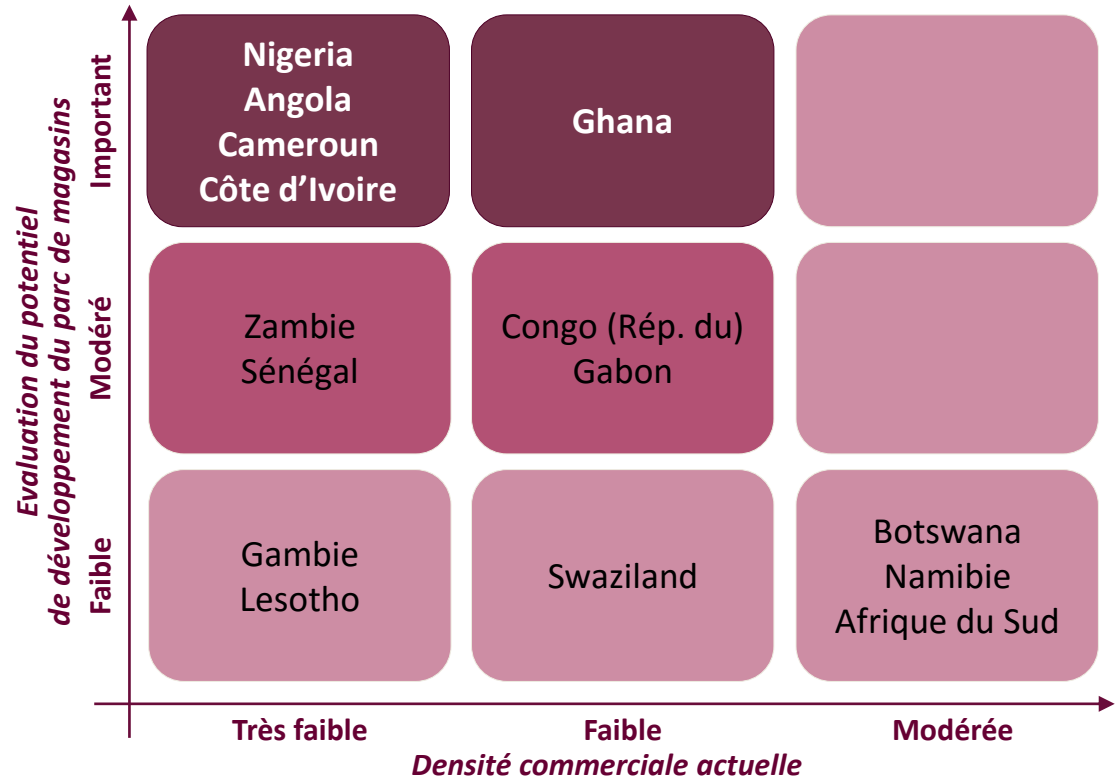 Evaluation du potentiel
de développement du parc de magasins
Important
Nigeria
Angola
Cameroun
Côte d’Ivoire
Ghana
Modéré
Zambie
Sénégal
Congo (Rép. du)
Gabon
Faible
Gambie
Lesotho
Swaziland
Botswana
Namibie
Afrique du Sud
Très faible
Faible
Modérée
Densité commerciale actuelle